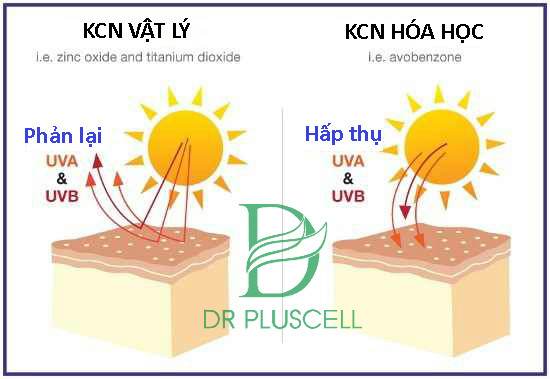 KCN VẬT LÝ
i.e. zinc oxide and titanium dioxide
Phản lại
UVA
&
UVB
KCN HÓA HỌC
i.e. avobenzone
Hấp thụ
UVA
&
UVB
DR PLUSCELL